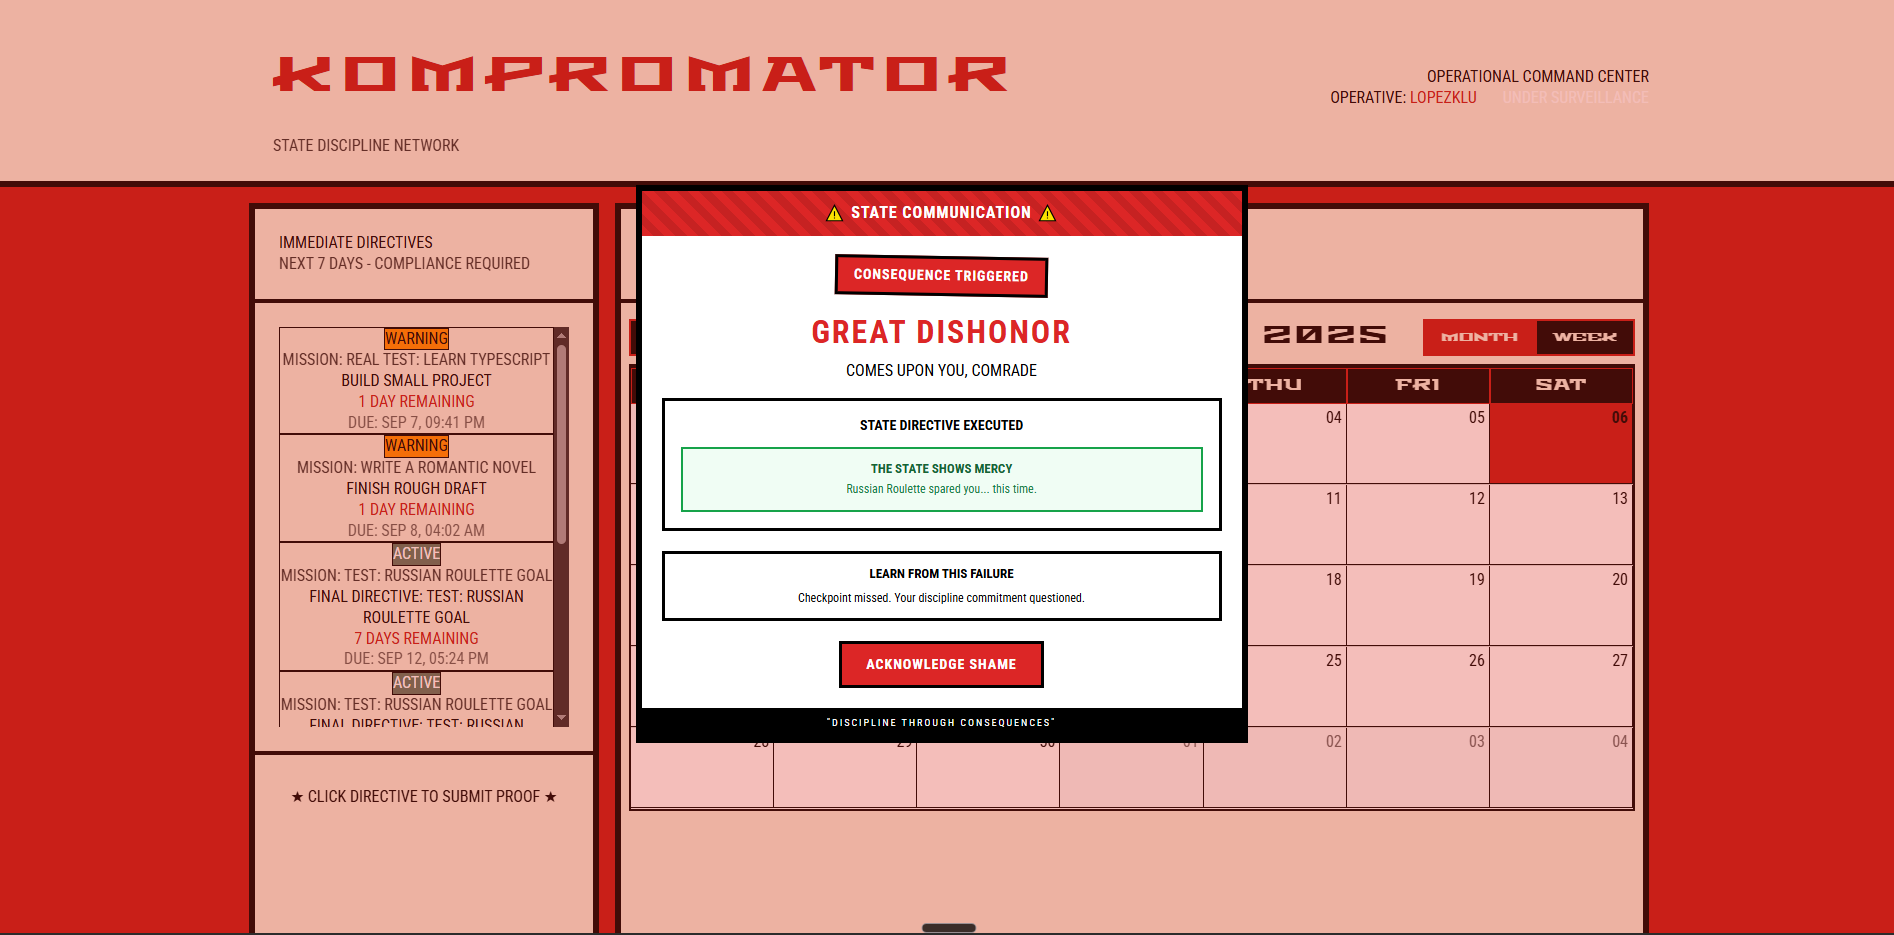 KOMPROMATOR
STATE DISCIPLINE NETWORK
OPERATIONAL COMMAND CENTER
OPERATIVE: LOPEZKLU UNDER SURVEILLANCE
IMMEDIATE DIRECTIVES
NEXT 7 DAYS - COMPLIANCE REQUIRED
WARNING
MISSION: REAL TEST: LEARN TYPESCRIPT
BUILD SMALL PROJECT
1 DAY REMAINING
DUE: SEP 7, 09:41 PM
WARNING
MISSION: WRITE A ROMANTIC NOVEL
FINISH ROUGH DRAFT
1 DAY REMAINING
DUE: SEP 8, 04:02 AM
ACTIVE
MISSION: TEST: RUSSIAN ROULETTE GOAL
FINAL DIRECTIVE: TEST: RUSSIAN
ROULETTE GOAL
7 DAYS REMAINING
DUE: SEP 12, 05:24 PM
ACTIVE
MISSION: TEST: RUSSIAN ROULETTE GOAL
FINAL DIRECTIVE: TEST: RUSSIAN
★ CLICK DIRECTIVE TO SUBMIT PROOF ★
⚠ STATE COMMUNICATION ⚠
CONSEQUENCE TRIGGERED
GREAT DISHONOR
COMES UPON YOU, COMRADE
STATE DIRECTIVE EXECUTED
THE STATE SHOWS MERCY
Russian Roulette spared you... this time.
LEARN FROM THIS FAILURE
Checkpoint missed. Your discipline commitment questioned.
ACKNOWLEDGE SHAME
"DISCIPLINE THROUGH CONSEQUENCES"
2025
MONTH WEEK
THU FRI SAT
04 05 06
11 12 13
18 19 20
25 26 27
28 29 30 01 02 03 04